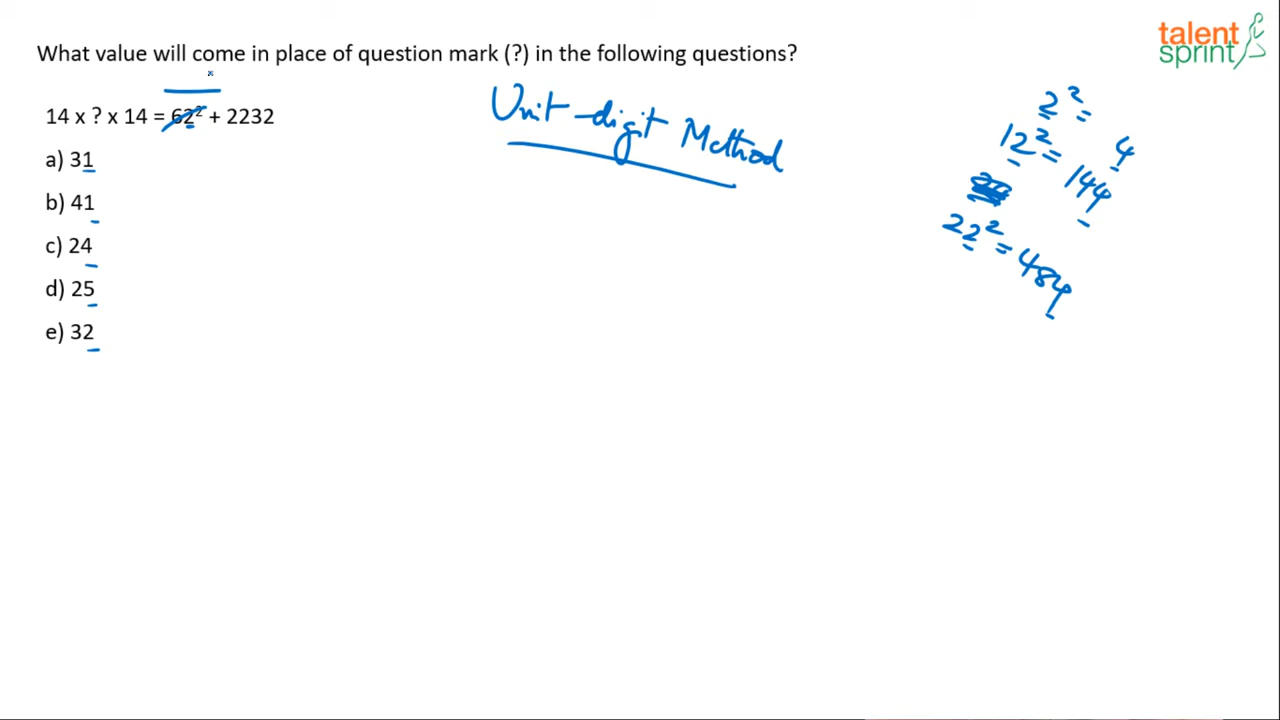 talent
sprint
What value will come in place of question mark (?) in the following questions?
14 x ? x 14 = 62² + 2232
a) 31
b) 41
c) 24
d) 25
e) 32
Unit-digit Method
2² = 4
12² = 144
22² = 484